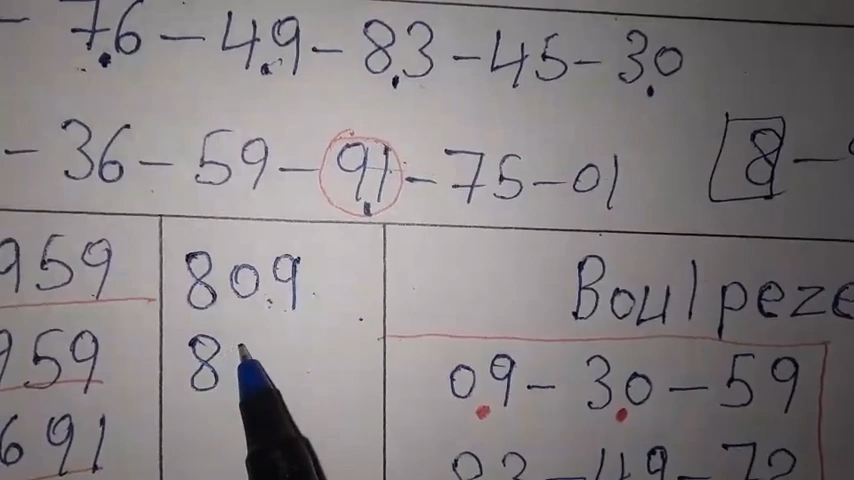 - 76 - 49 - 83 - 45 - 30
- 36 - 59 - 91 - 75 - 01
8 -
959
959
691
809
8
Boulpeze
09 - 30 - 59